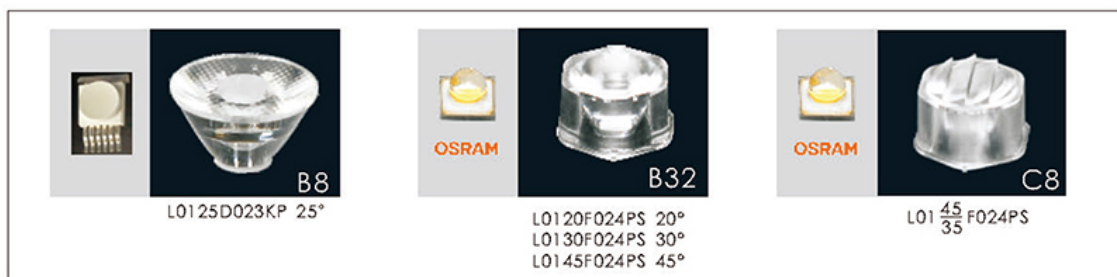 B8
L0125D023KP 25°
OSRAM
B32
L0120F024PS 20°
L0130F024PS 30°
L0145F024PS 45°
OSRAM
C8
L01 45/35 F024PS